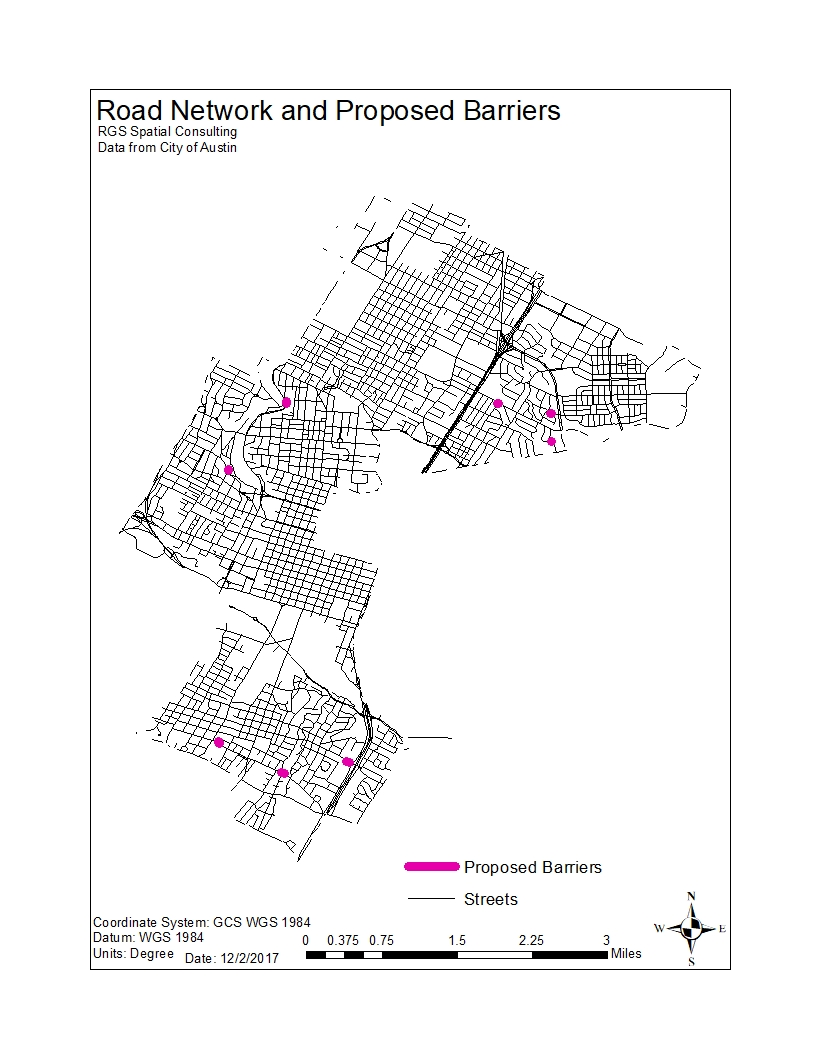 Road Network and Proposed Barriers
RGS Spatial Consulting
Data from City of Austin
Proposed Barriers
Streets
Coordinate System: GCS WGS 1984
Datum: WGS 1984
Units: Degree Date: 12/2/2017
0 0.375 0.75 1.5 2.25 3
Miles
N
W E
S